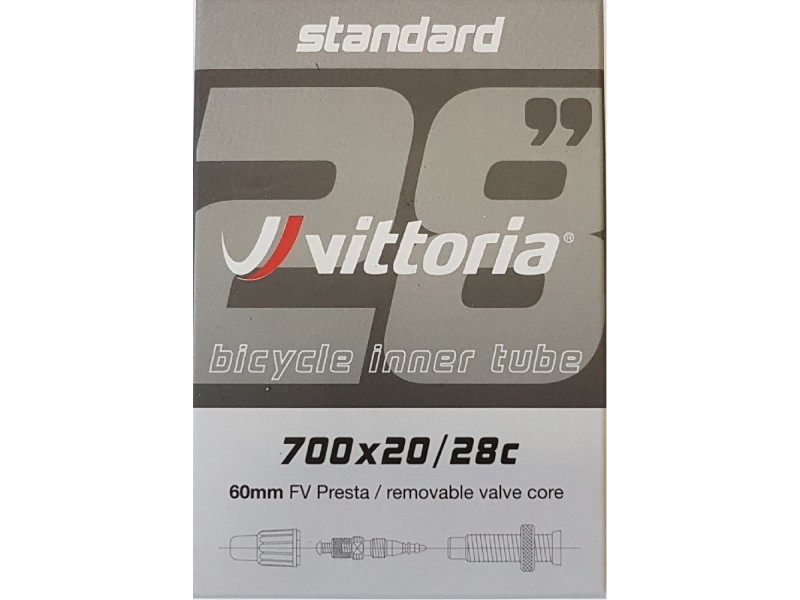 standard
28”
vittoria®
bicycle inner tube
700x20/28c
60mm FV Presta / removable valve core